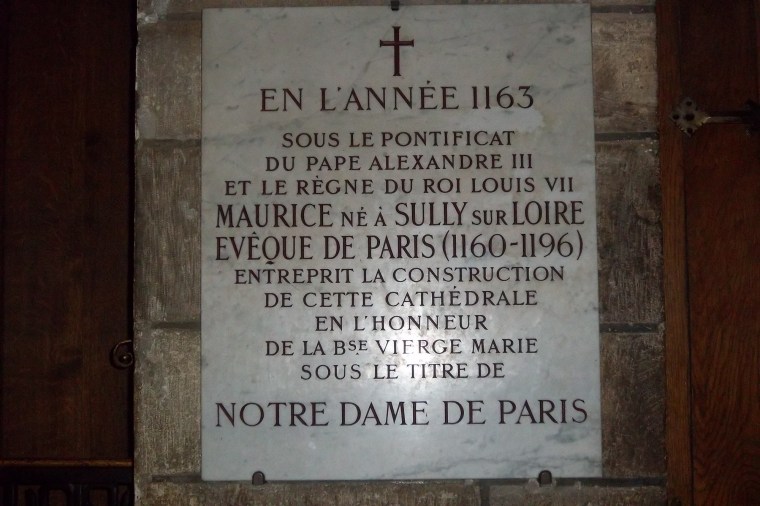 EN L'ANNÉE 1163
SOUS LE PONTIFICAT
DU PAPE ALEXANDRE III
ET LE RÈGNE DU ROI LOUIS VII
MAURICE NÉ À SULLY SUR LOIRE
EVÊQUE DE PARIS (1160-1196)
ENTREPRIT LA CONSTRUCTION
DE CETTE CATHÉDRALE
EN L'HONNEUR
DE LA BSE VIERGE MARIE
SOUS LE TITRE DE
NOTRE DAME DE PARIS